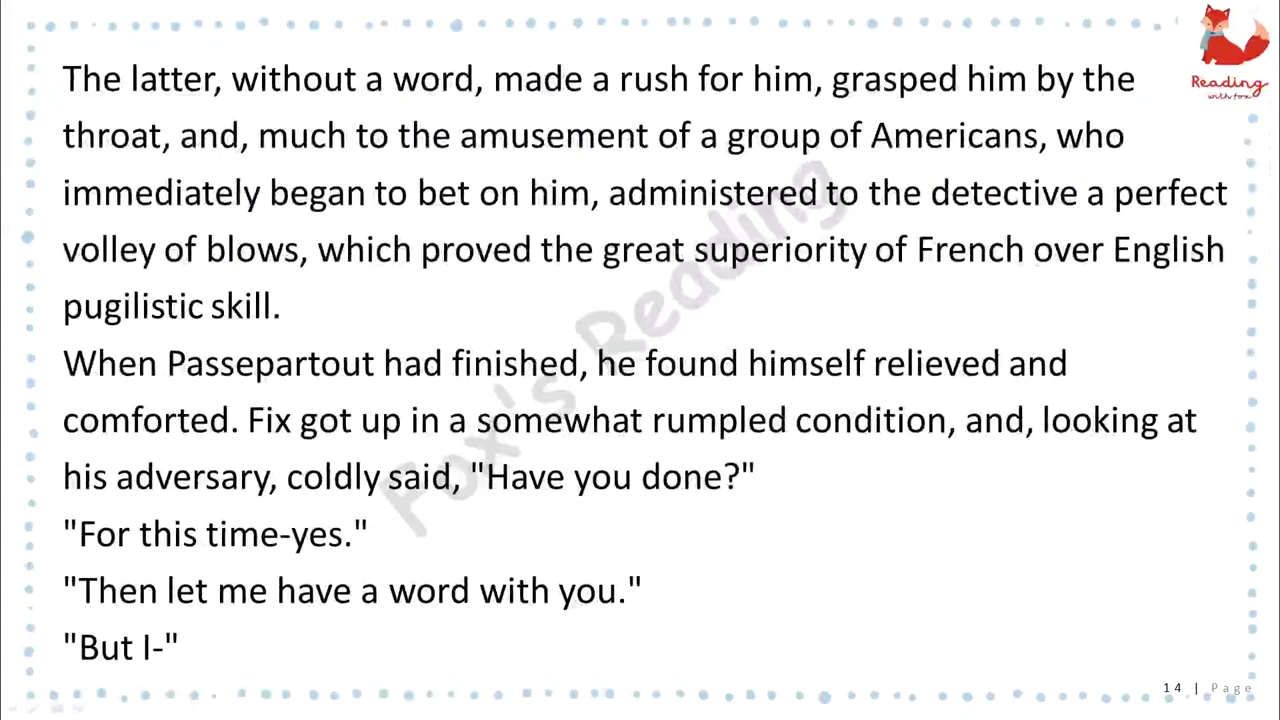 The latter, without a word, made a rush for him, grasped him by the
throat, and, much to the amusement of a group of Americans, who
immediately began to bet on him, administered to the detective a perfect
volley of blows, which proved the great superiority of French over English
pugilistic skill.
When Passepartout had finished, he found himself relieved and
comforted. Fix got up in a somewhat rumpled condition, and, looking at
his adversary, coldly said, "Have you done?"
"For this time-yes."
"Then let me have a word with you."
"But I-"
Reading
with fox
Fox's Reading
14 | Page